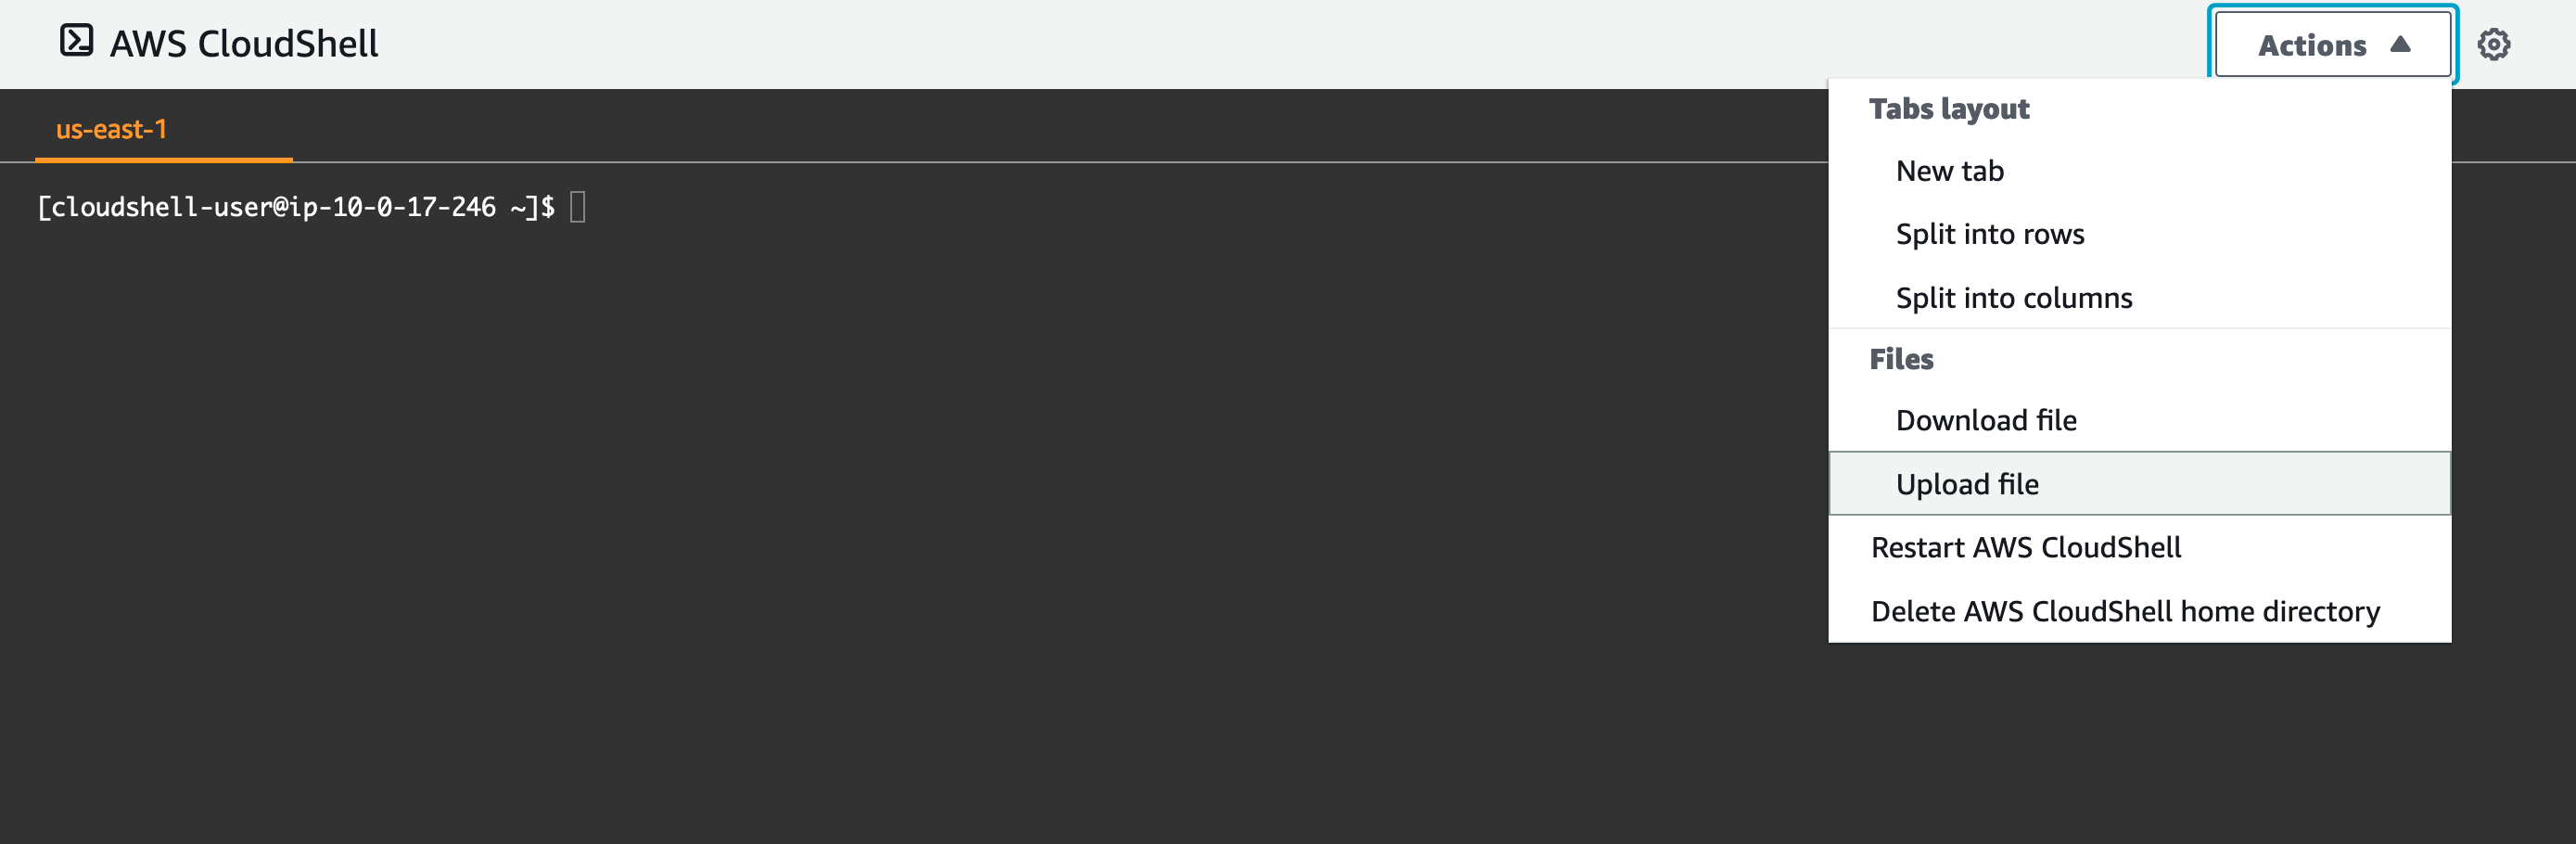 AWS CloudShell
Actions
us-east-1
[cloudshell-user@ip-10-0-17-246 ~]$
Tabs layout
New tab
Split into rows
Split into columns
Files
Download file
Upload file
Restart AWS CloudShell
Delete AWS CloudShell home directory